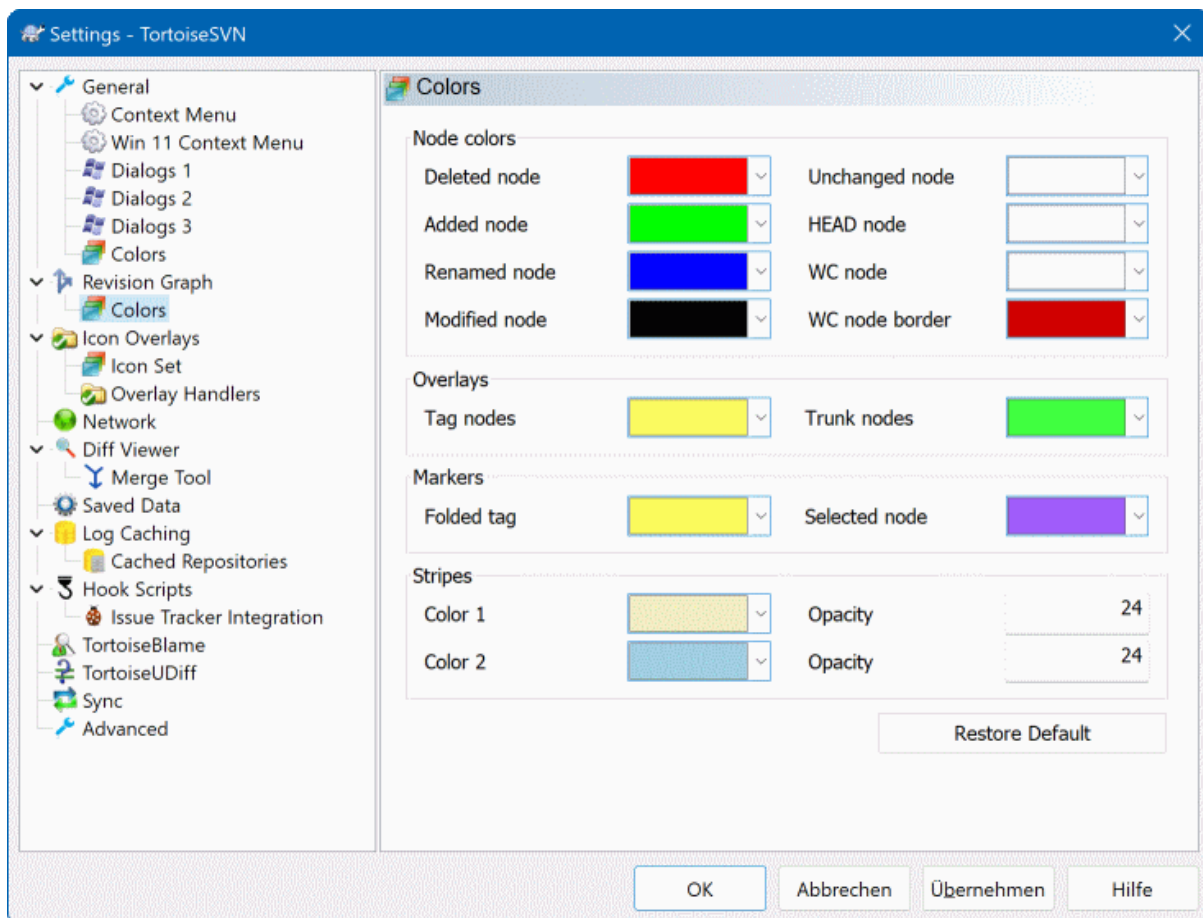 Settings - TortoiseSVN
General
Context Menu
Win 11 Context Menu
Dialogs 1
Dialogs 2
Dialogs 3
Colors
Revision Graph
Colors
Icon Overlays
Icon Set
Overlay Handlers
Network
Diff Viewer
Merge Tool
Saved Data
Log Caching
Cached Repositories
Hook Scripts
Issue Tracker Integration
TortoiseBlame
TortoiseUDiff
Sync
Advanced
Colors
Node colors
Deleted node Unchanged node
Added node HEAD node
Renamed node WC node
Modified node WC node border
Overlays
Tag nodes Trunk nodes
Markers
Folded tag Selected node
Stripes
Color 1 Opacity 24
Color 2 Opacity 24
Restore Default
OK Abbrechen Übernehmen Hilfe